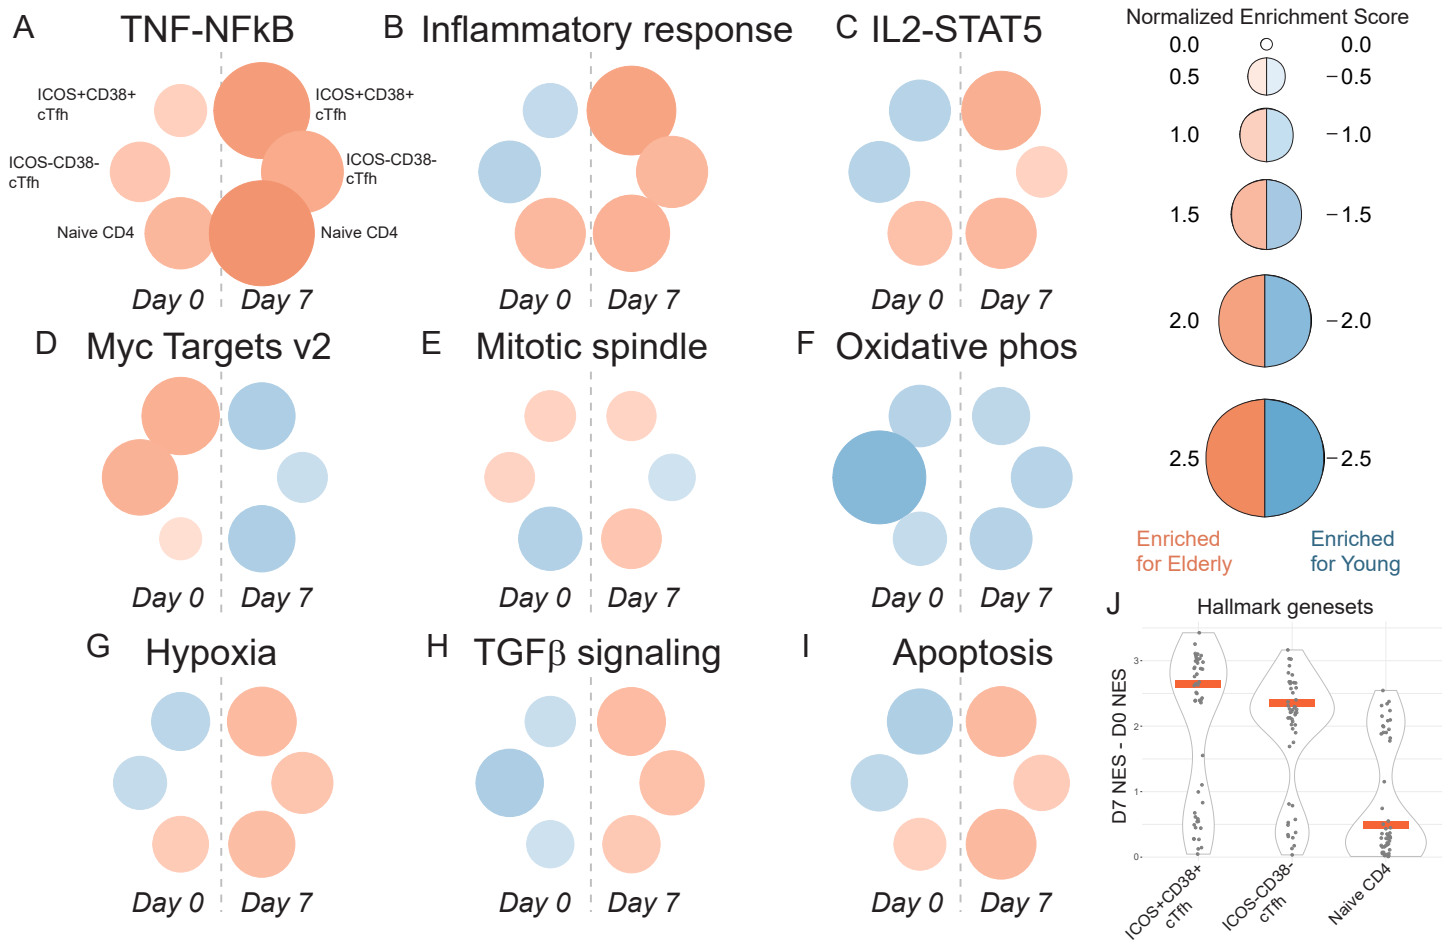 A TNF-NFkB
ICOS+CD38+
cTfh
ICOS+CD38+
cTfh
ICOS-CD38-
cTfh
ICOS-CD38-
cTfh
Naive CD4
Naive CD4
Day 0 Day 7
B Inflammatory response
Day 0 Day 7
C IL2-STAT5
Day 0 Day 7
Normalized Enrichment Score
0.0 0.0
0.5 −0.5
1.0 −1.0
1.5 −1.5
2.0 −2.0
2.5 −2.5
Enriched
for Elderly
Enriched
for Young
D Myc Targets v2
Day 0 Day 7
E Mitotic spindle
Day 0 Day 7
F Oxidative phos
Day 0 Day 7
G Hypoxia
Day 0 Day 7
H TGFβ signaling
Day 0 Day 7
I Apoptosis
Day 0 Day 7
J Hallmark genesets
D7 NES - D0 NES
3
2
1
0
ICOS+CD38+
cTfh
ICOS-CD38-
cTfh
Naive CD4